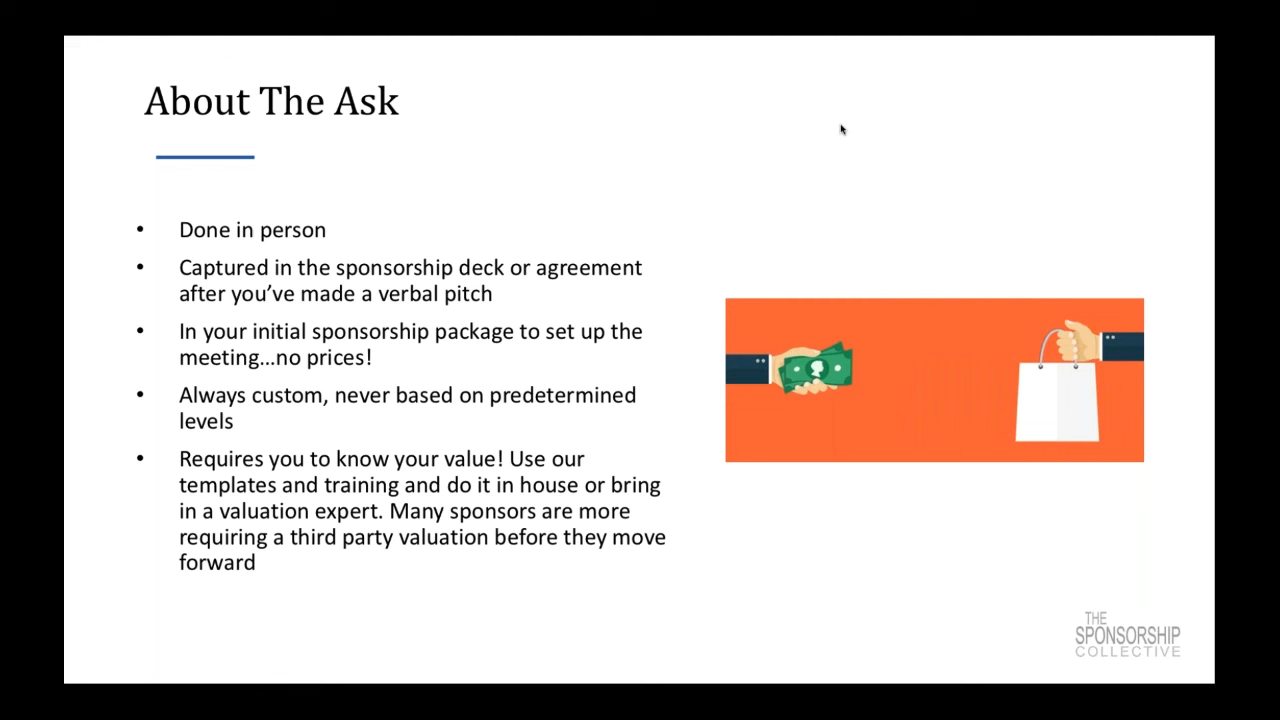 About The Ask
• Done in person
• Captured in the sponsorship deck or agreement
after you’ve made a verbal pitch
• In your initial sponsorship package to set up the
meeting…no prices!
• Always custom, never based on predetermined
levels
• Requires you to know your value! Use our
templates and training and do it in house or bring
in a valuation expert. Many sponsors are more
requiring a third party valuation before they move
forward
THE
SPONSORSHIP
COLLECTIVE